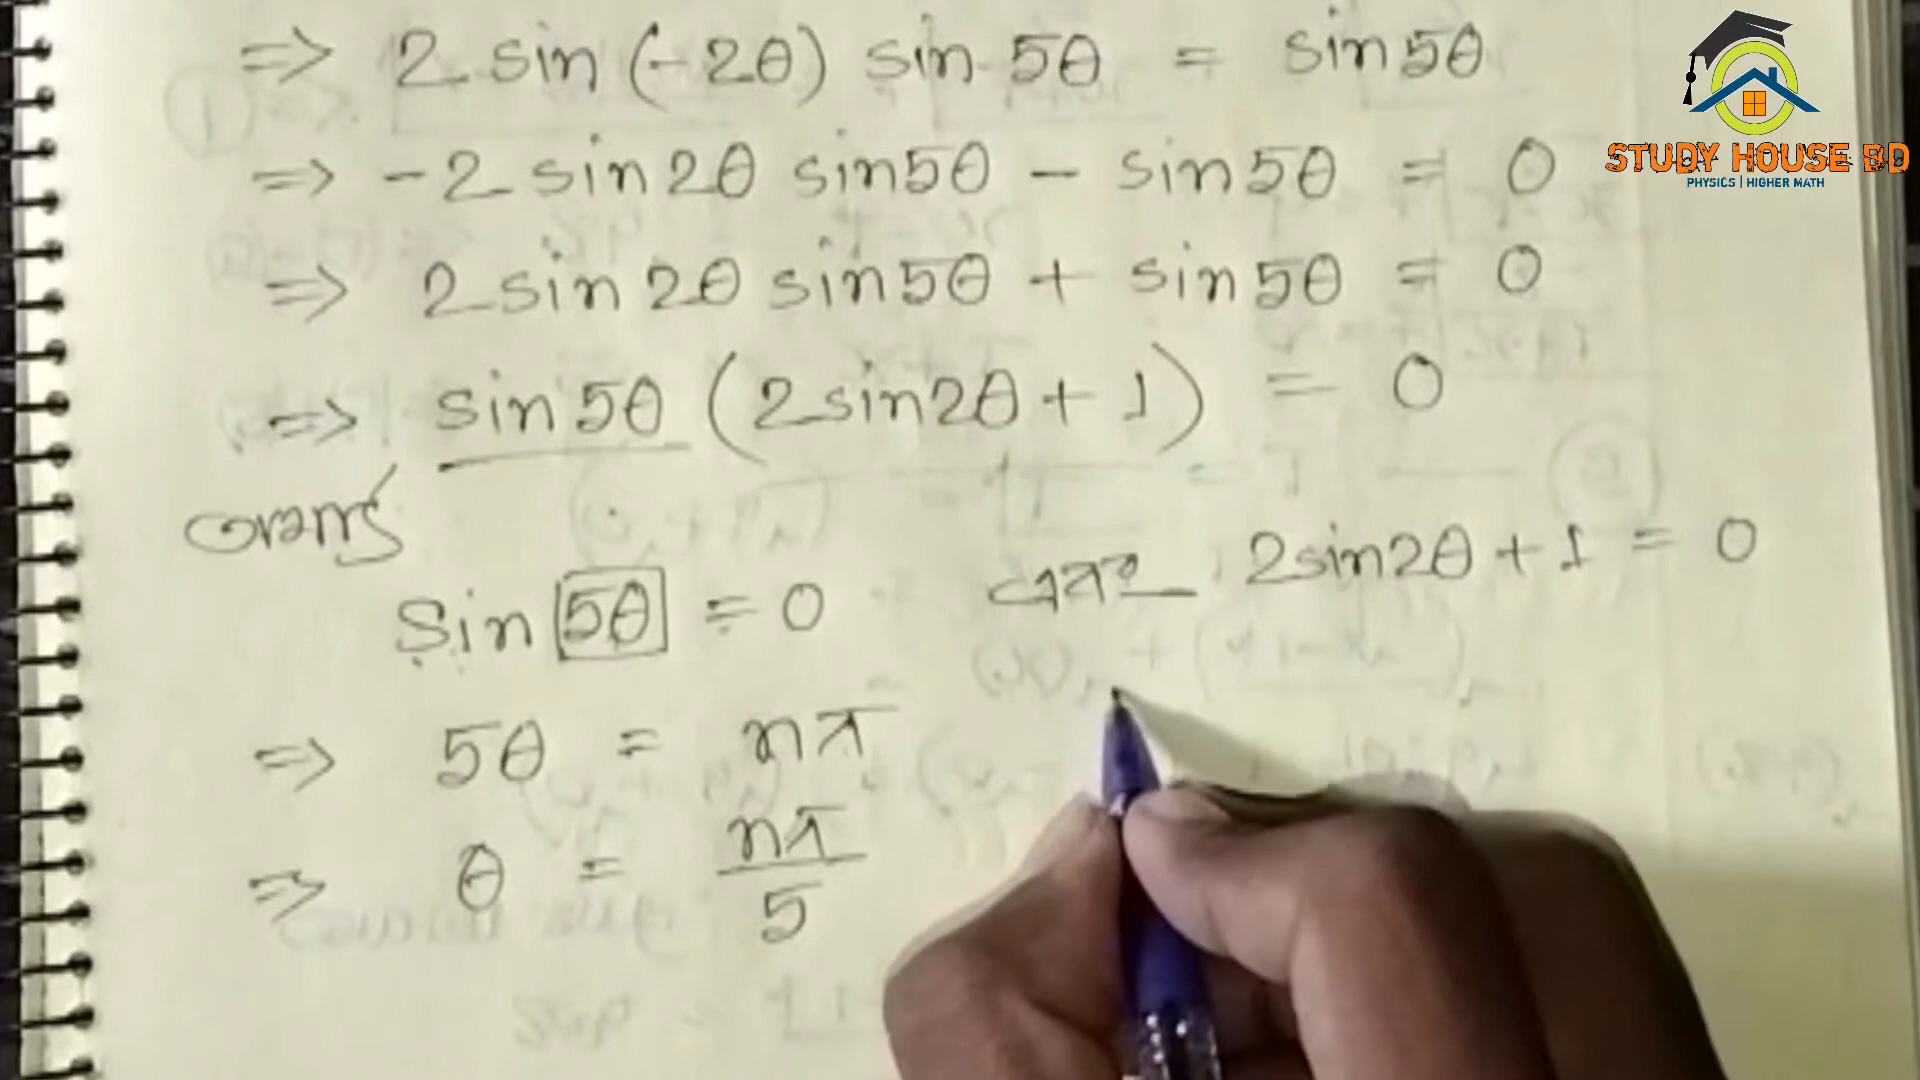 ⇒ 2 sin (-2θ) sin 5θ = sin 5θ
⇒ -2 sin 2θ sin 5θ - sin 5θ = 0
⇒ 2 sin 2θ sin 5θ + sin 5θ = 0
⇒ sin 5θ (2 sin 2θ + 1) = 0
Sin 5θ = 0
⇒ 5θ = nπ
⇒ θ = nπ/5
এবং 2 sin 2θ + 1 = 0
STUDY HOUSE BD
PHYSICS | HIGHER MATH